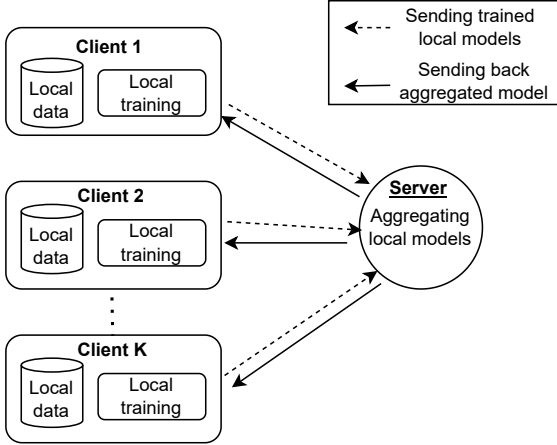 Client 1
Local
data
Local
training
Client 2
Local
data
Local
training
Client K
Local
data
Local
training
Sending trained
local models
Sending back
aggregated model
Server
Aggregating
local models